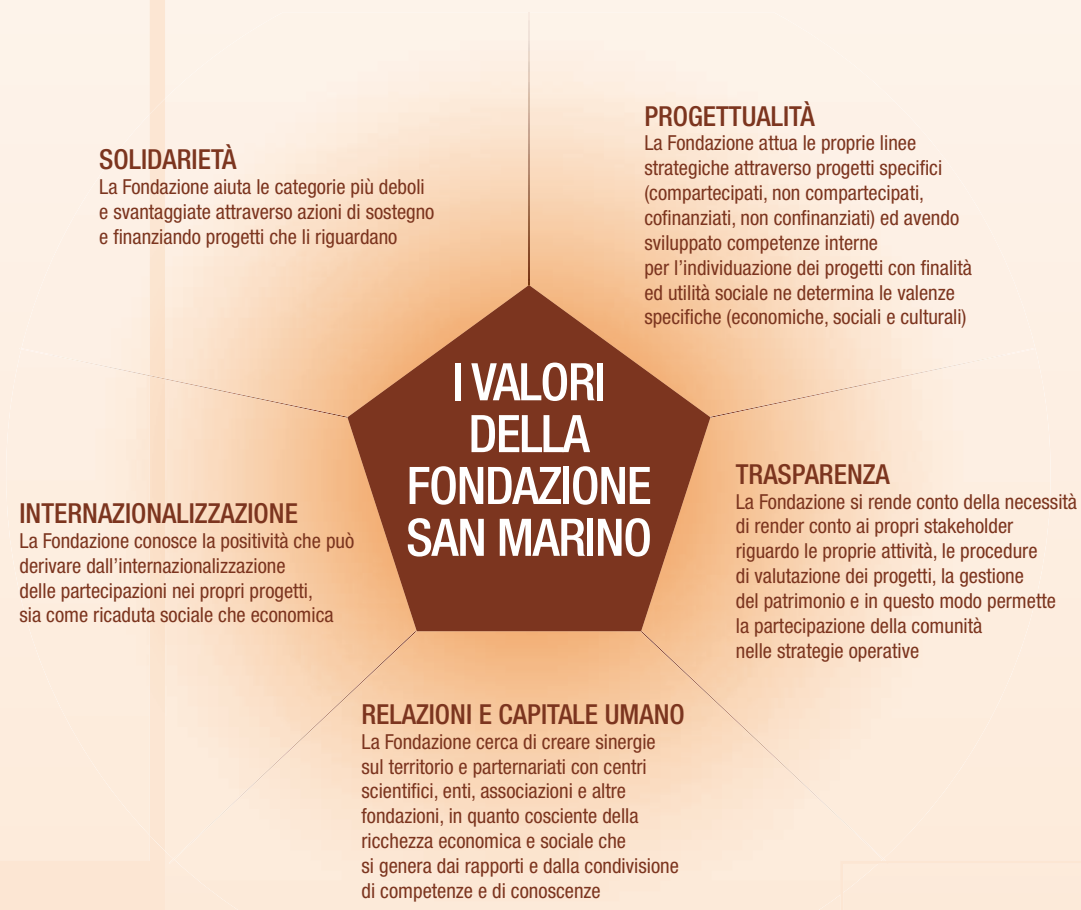 SOLIDARIETÀ
La Fondazione aiuta le categorie più deboli
e svantaggiate attraverso azioni di sostegno
e finanziando progetti che li riguardano
PROGETTUALITÀ
La Fondazione attua le proprie linee
strategiche attraverso progetti specifici
(compartecipati, non compartecipati,
cofinanziati, non confinanziati) ed avendo
sviluppato competenze interne
per l'individuazione dei progetti con finalità
ed utilità sociale ne determina le valenze
specifiche (economiche, sociali e culturali)
I VALORI
DELLA
FONDAZIONE
SAN MARINO
INTERNAZIONALIZZAZIONE
La Fondazione conosce la positività che può
derivare dall'internazionalizzazione
delle partecipazioni nei propri progetti,
sia come ricaduta sociale che economica
TRASPARENZA
La Fondazione si rende conto della necessità
di render conto ai propri stakeholder
riguardo le proprie attività, le procedure
di valutazione dei progetti, la gestione
del patrimonio e in questo modo permette
la partecipazione della comunità
nelle strategie operative
RELAZIONI E CAPITALE UMANO
La Fondazione cerca di creare sinergie
sul territorio e parternariati con centri
scientifici, enti, associazioni e altre
fondazioni, in quanto cosciente della
ricchezza economica e sociale che
si genera dai rapporti e dalla condivisione
di competenze e di conoscenze